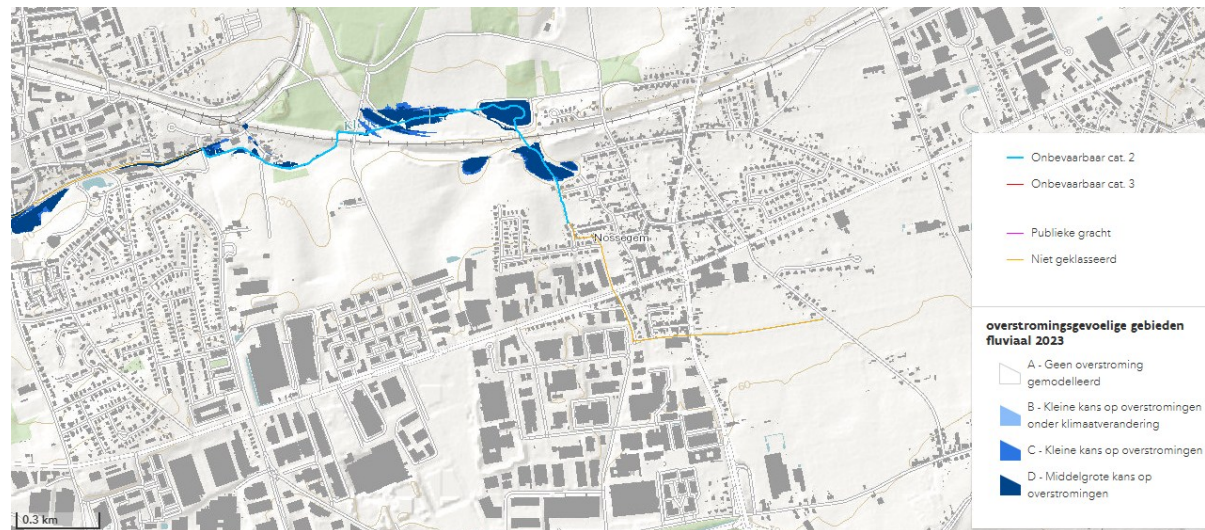 60
50
60
60
Nossegem
0.3 km
Onbevaarbaar cat. 2
Onbevaarbaar cat. 3
Publieke gracht
Niet geklasseerd
overstromingsgevoelige gebieden
fluviaal 2023
A - Geen overstroming
gemodelleerd
B - Kleine kans op overstromingen
onder klimaatverandering
C - Kleine kans op overstromingen
D - Middelgrote kans op
overstromingen